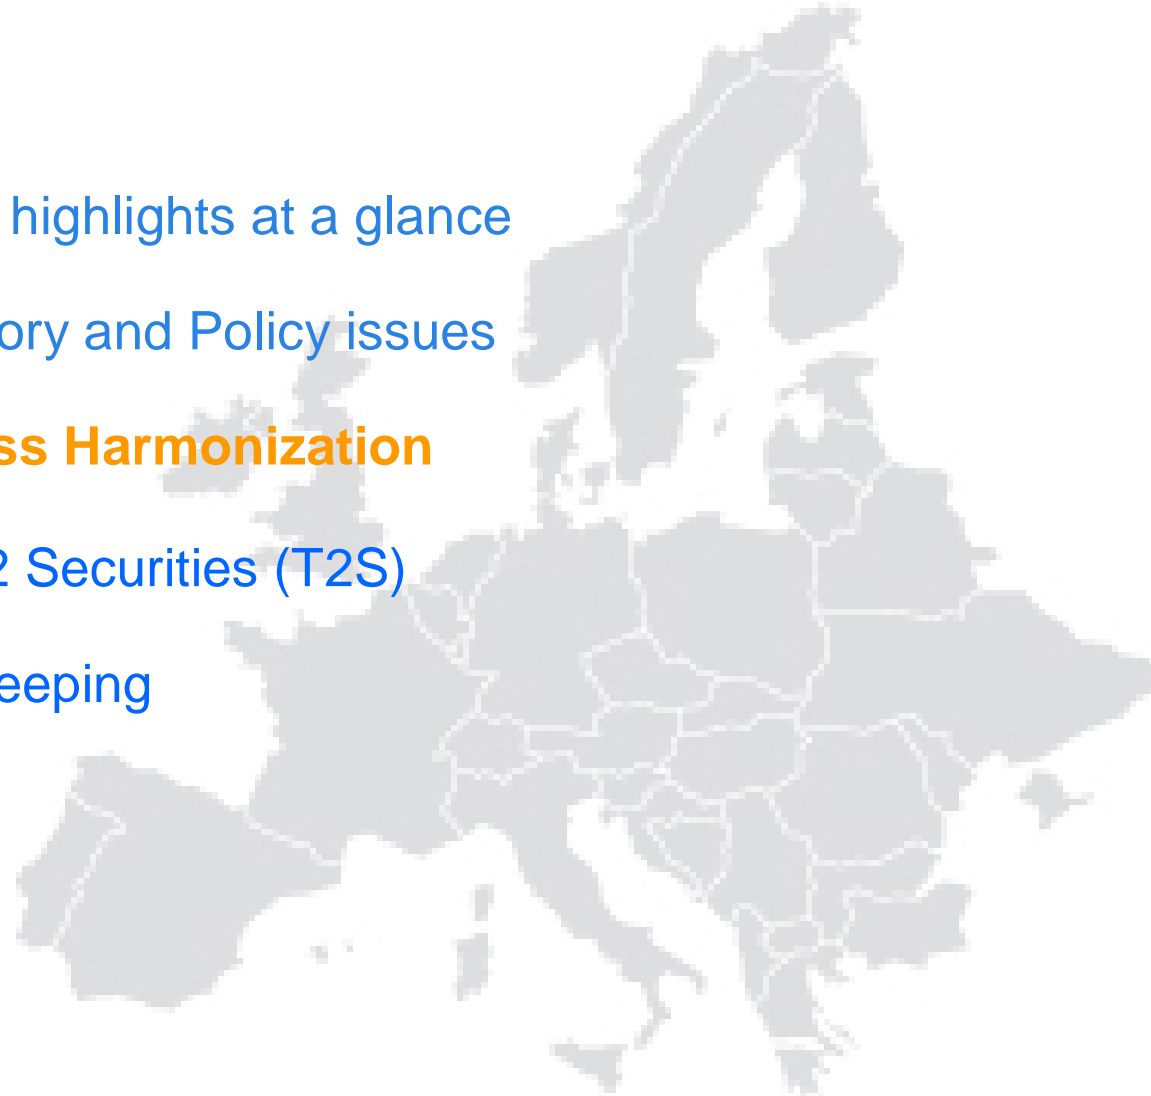 highlights at a glance
ory and Policy issues
ss Harmonization
2 Securities (T2S)
eeping